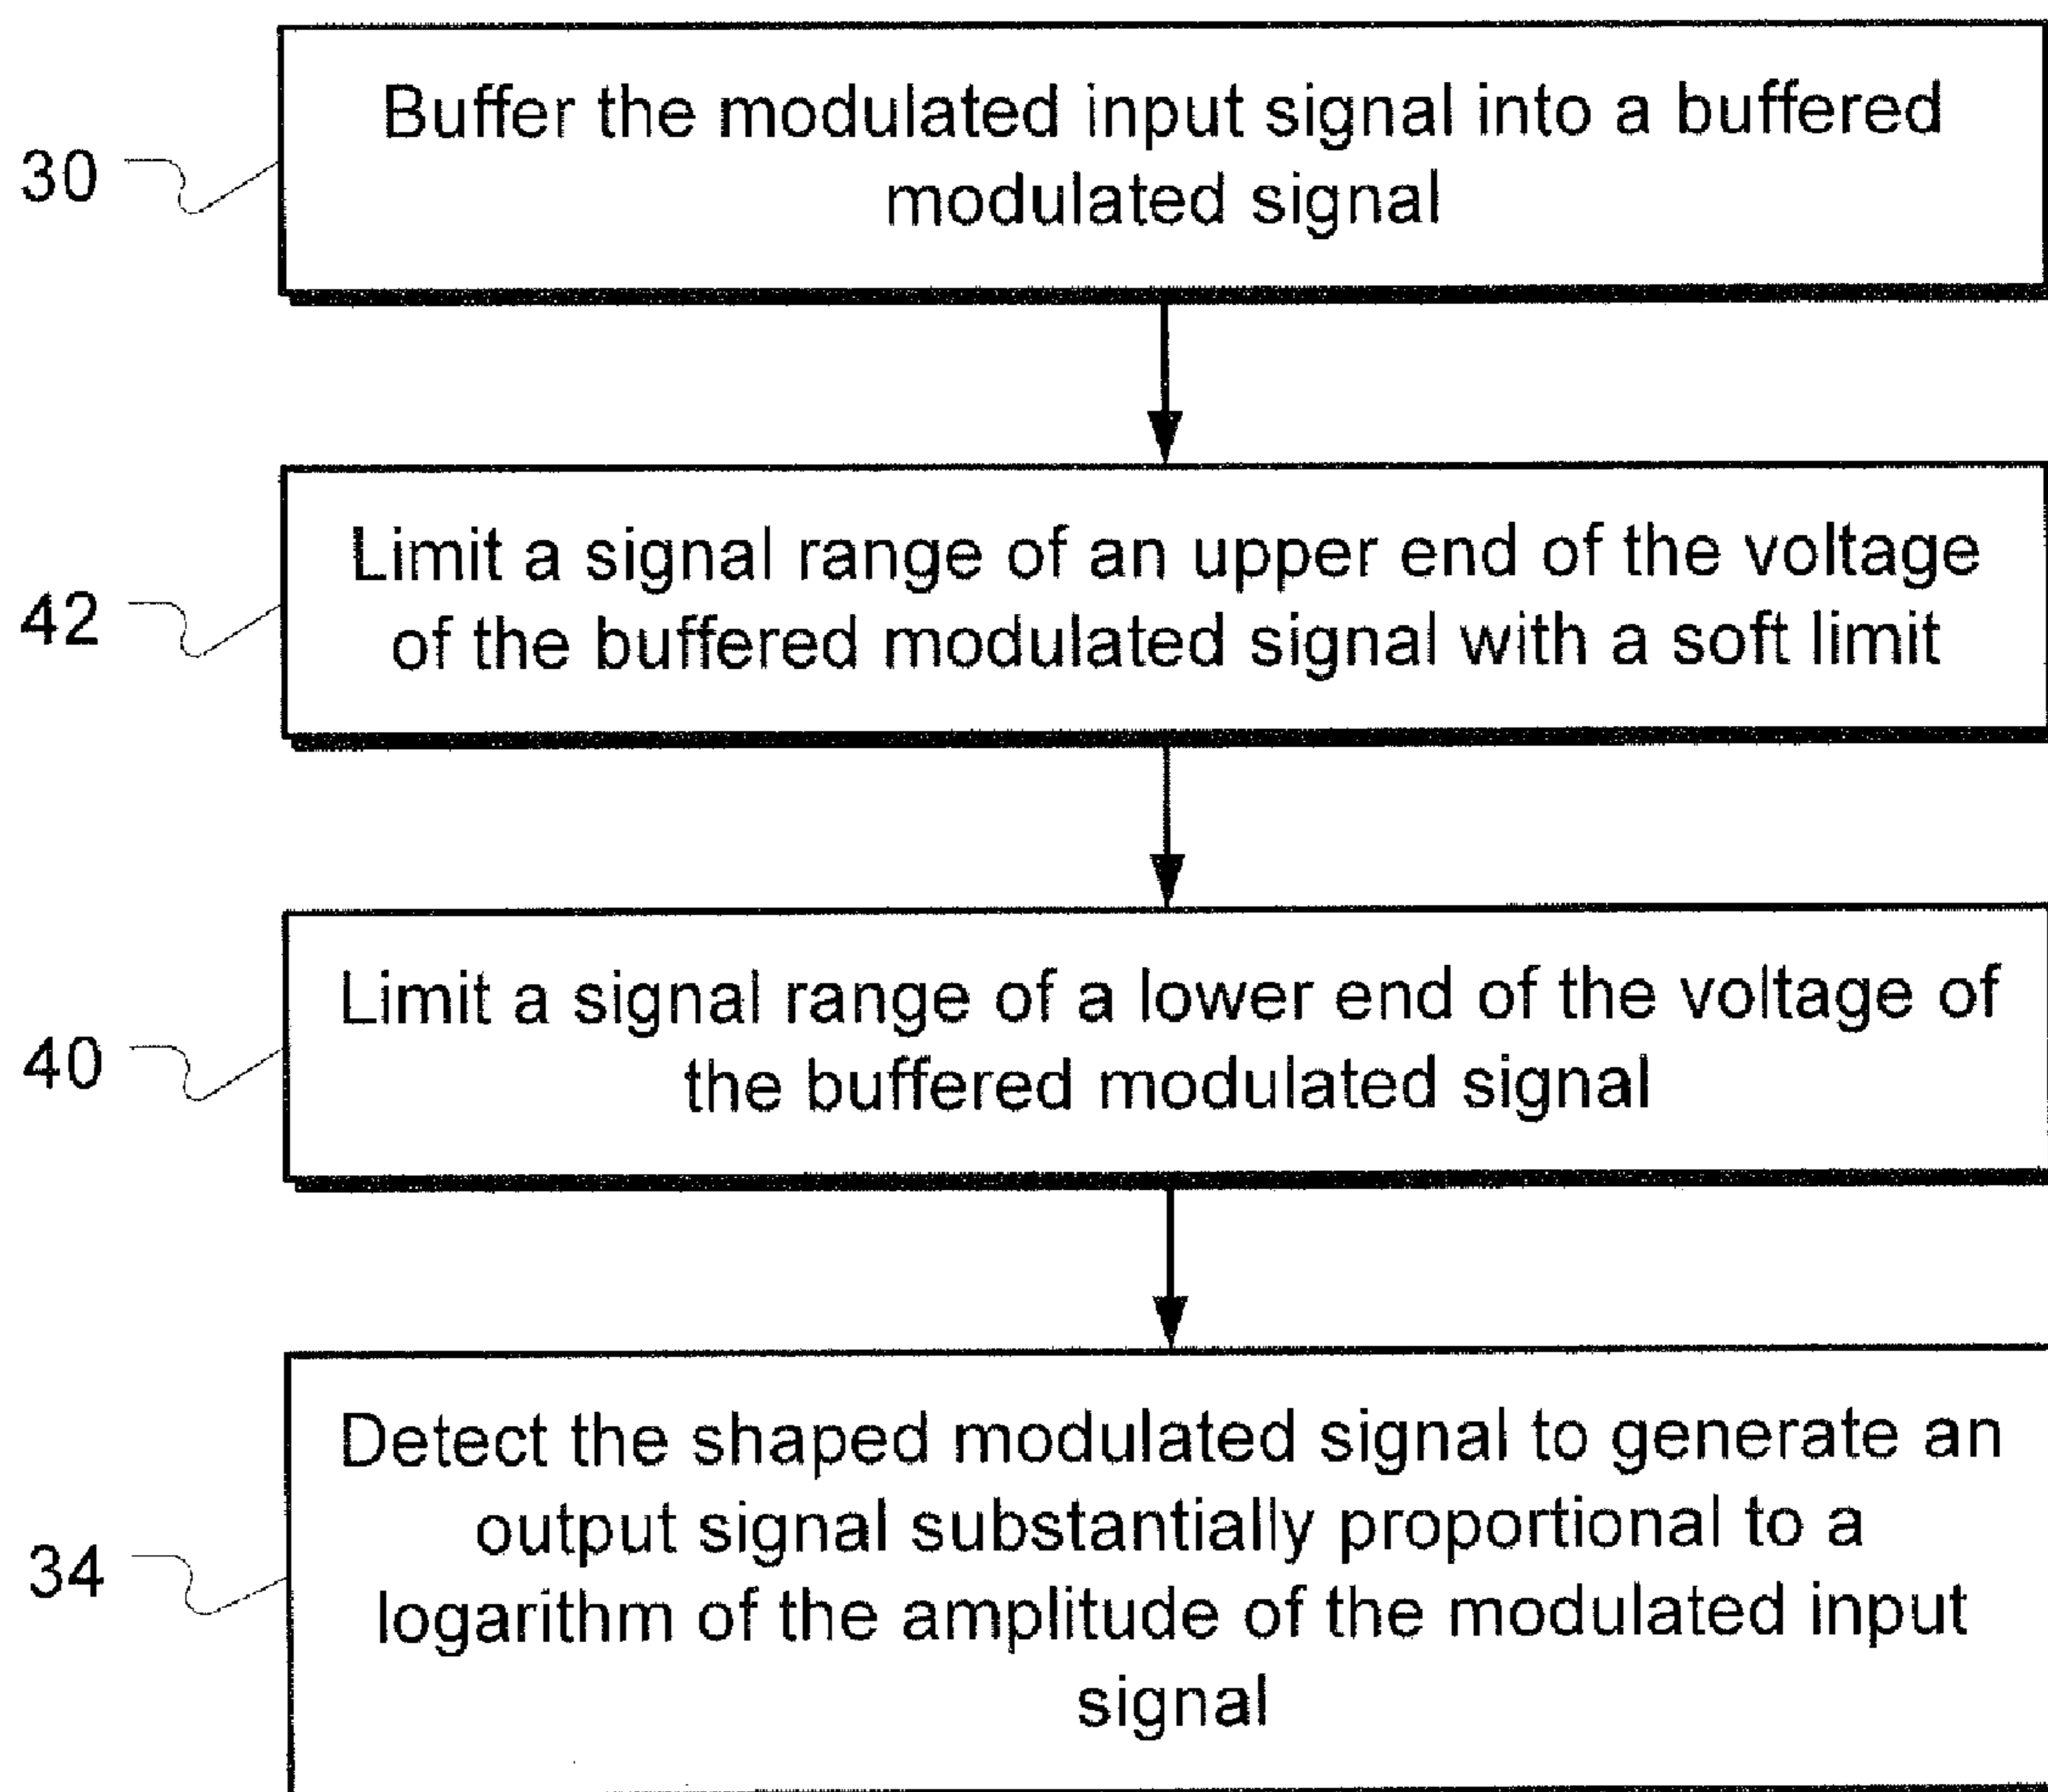 30
Buffer the modulated input signal into a buffered
modulated signal
42
Limit a signal range of an upper end of the voltage
of the buffered modulated signal with a soft limit
40
Limit a signal range of a lower end of the voltage of
the buffered modulated signal
34
Detect the shaped modulated signal to generate an
output signal substantially proportional to a
logarithm of the amplitude of the modulated input
signal